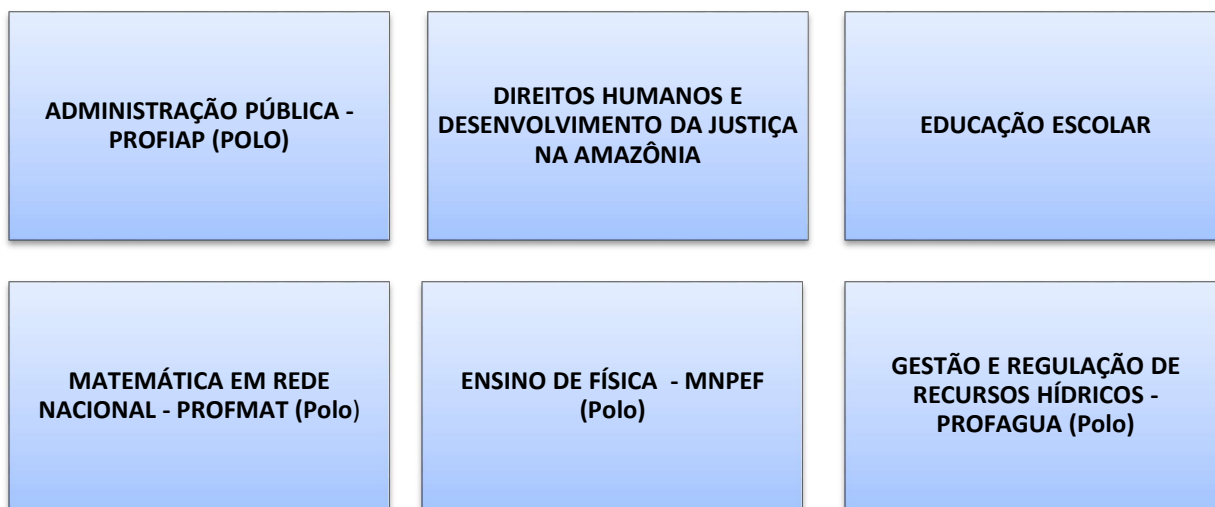 ADMINISTRAÇÃO PÚBLICA -
PROFIAP (POLO)
DIREITOS HUMANOS E
DESENVOLVIMENTO DA JUSTIÇA
NA AMAZÔNIA
EDUCAÇÃO ESCOLAR
MATEMÁTICA EM REDE
NACIONAL - PROFMAT (Polo)
ENSINO DE FÍSICA - MNPEF
(Polo)
GESTÃO E REGULAÇÃO DE
RECURSOS HÍDRICOS -
PROFAGUA (Polo)